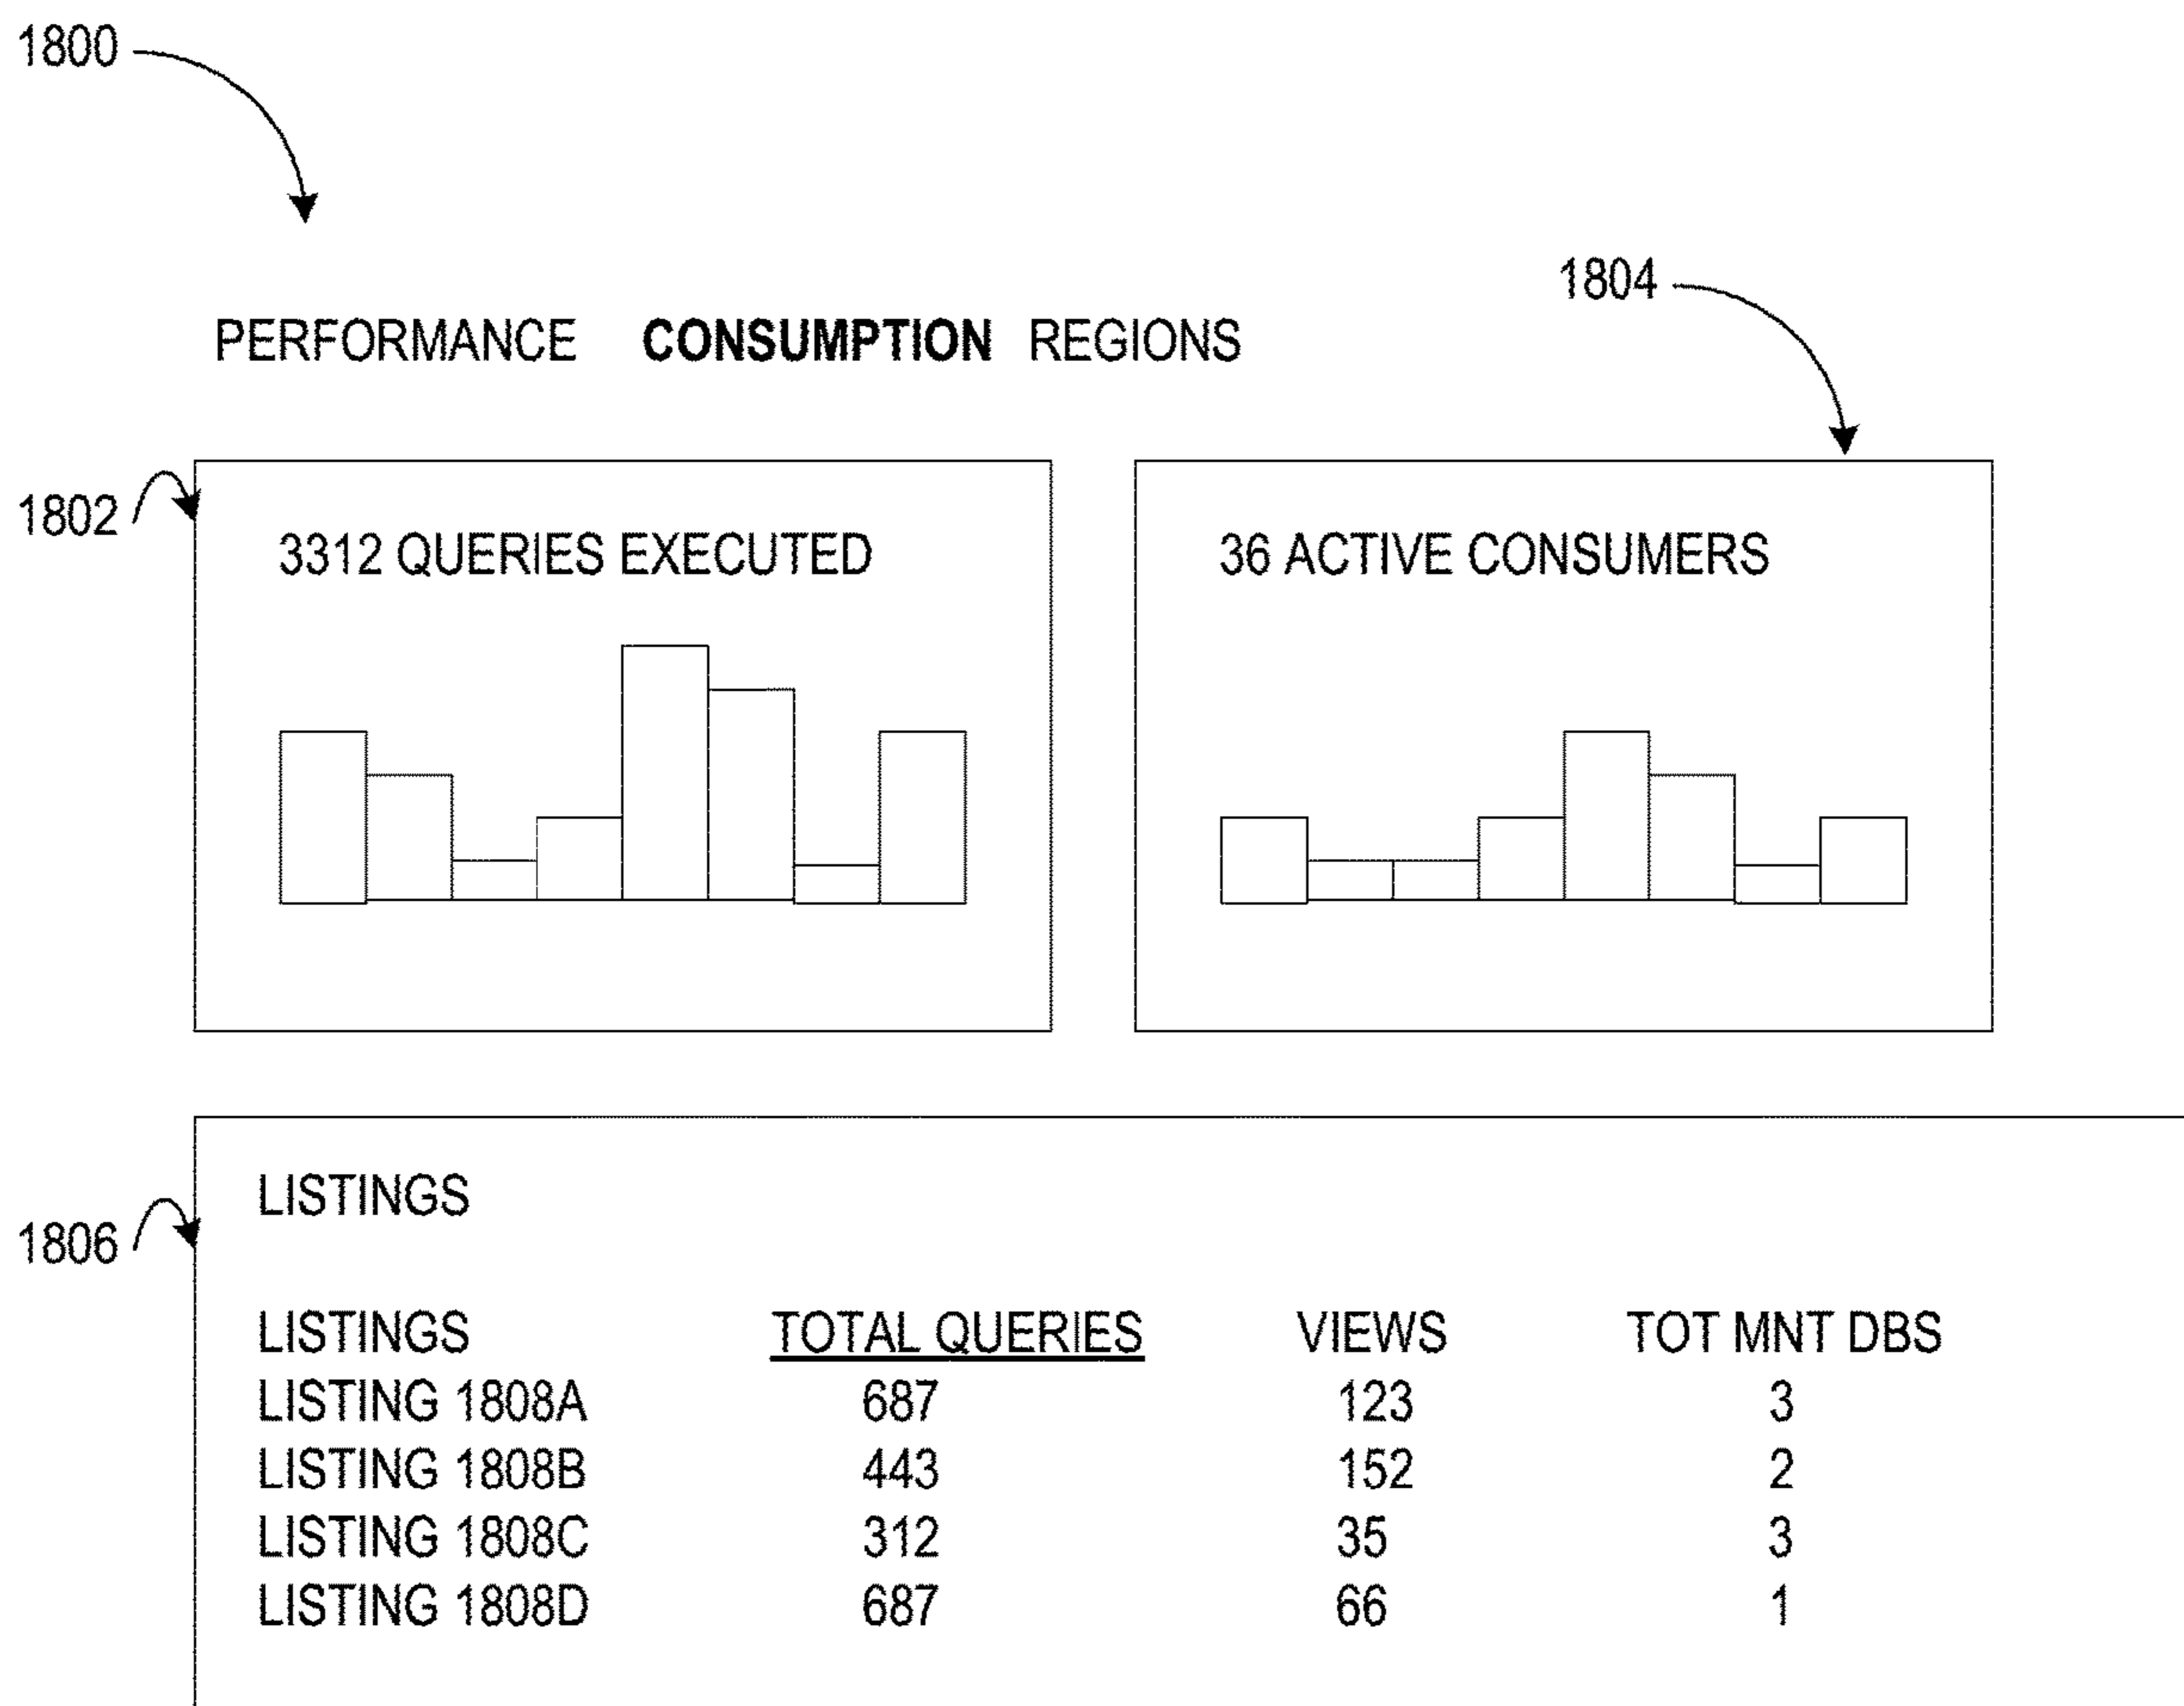 1800
1804
PERFORMANCE CONSUMPTION REGIONS
1802
3312 QUERIES EXECUTED
36 ACTIVE CONSUMERS
1806
LISTINGS
LISTINGS TOTAL QUERIES VIEWS TOT MNT DBS
LISTING 1808A 687 123 3
LISTING 1808B 443 152 2
LISTING 1808C 312 35 3
LISTING 1808D 687 66 1